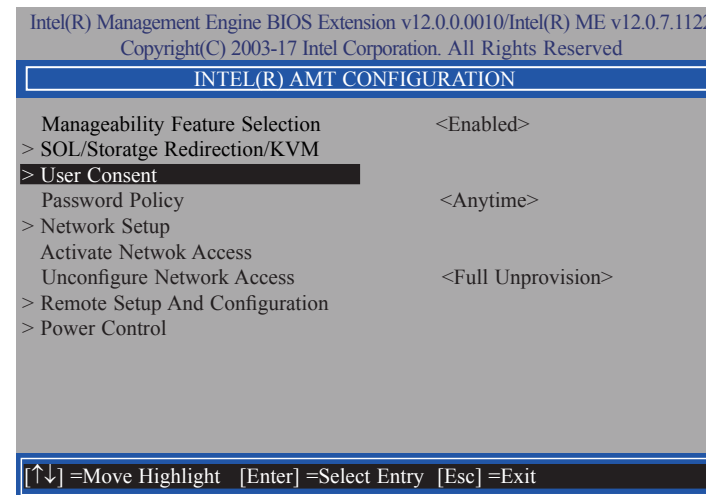 Intel(R) Management Engine BIOS Extension v12.0.0.0010/Intel(R) ME v12.0.7.1122
Copyright(C) 2003-17 Intel Corporation. All Rights Reserved
INTEL(R) AMT CONFIGURATION
Manageability Feature Selection <Enabled>
> SOL/Storatge Redirection/KVM
> User Consent
Password Policy <Anytime>
> Network Setup
Activate Netwok Access
Unconfigure Network Access <Full Unprovision>
> Remote Setup And Configuration
> Power Control
[↑↓] =Move Highlight [Enter] =Select Entry [Esc] =Exit